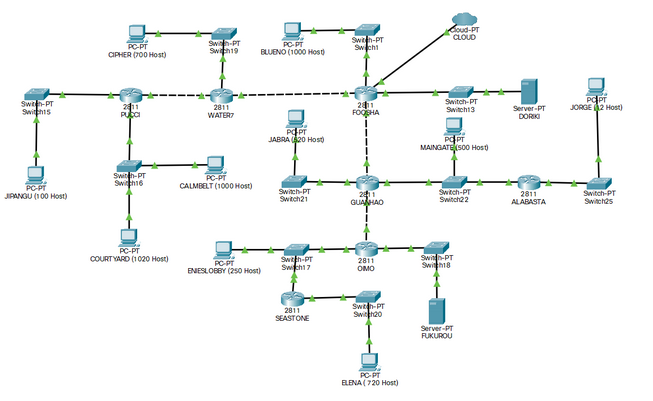 Cloud-PT
CLOUD
PC-PT
CIPHER (700 Host)
Switch-PT
Switch19
PC-PT
BLUENO (1000 Host)
Switch-PT
Switch1
Switch-PT
Switch15
2811
PUCCI
2811
WATER7
2811
FOOSHA
Switch-PT
Switch13
Server-PT
DORIKI
PC-PT
JORGE (12 Host)
PC-PT
JABRA (520 Host)
PC-PT
MAINGATE (500 Host)
PC-PT
JIPANGU (100 Host)
Switch-PT
Switch16
PC-PT
CALMBELT (1000 Host)
Switch-PT
Switch21
2811
GUANHAO
Switch-PT
Switch22
2811
ALABASTA
Switch-PT
Switch25
PC-PT
COURTYARD (1020 Host)
PC-PT
ENIESLOBBY (250 Host)
Switch-PT
Switch17
2811
OIMO
Switch-PT
Switch18
2811
SEASTONE
Switch-PT
Switch20
Server-PT
FUKUROU
PC-PT
ELENA ( 720 Host)